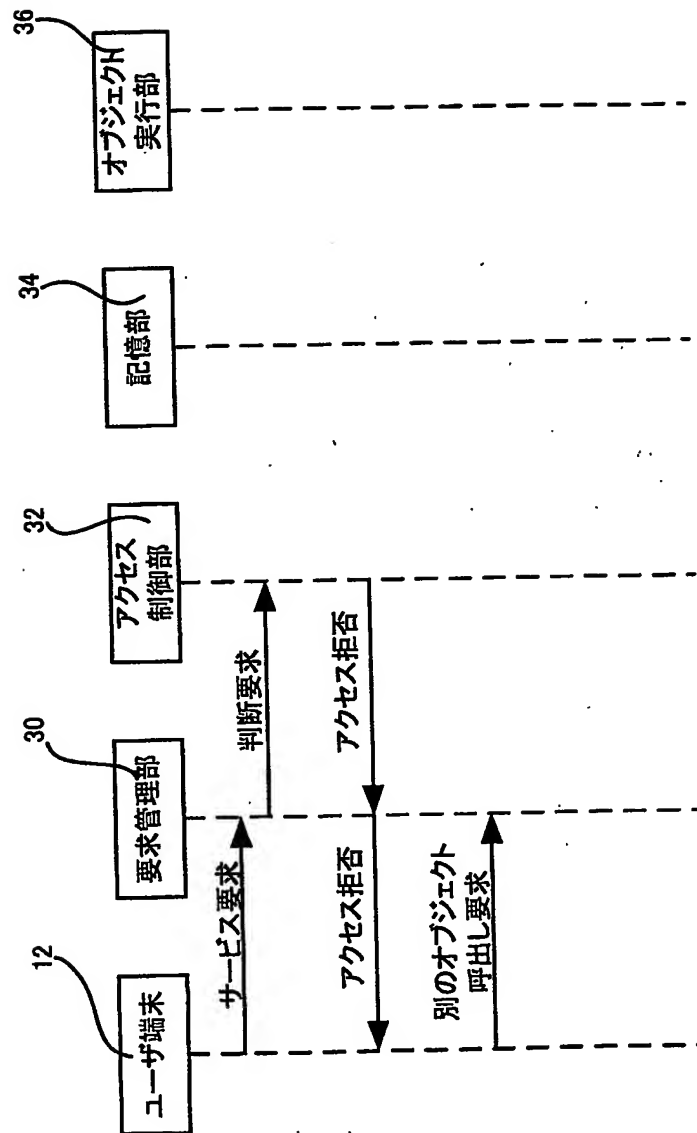 12
ユーザ端末
30
要求管理部
32
アクセス
制御部
34
記憶部
36
オブジェクト
実行部
サービス要求
判断要求
アクセス拒否
アクセス拒否
別のオブジェクト
呼出し要求